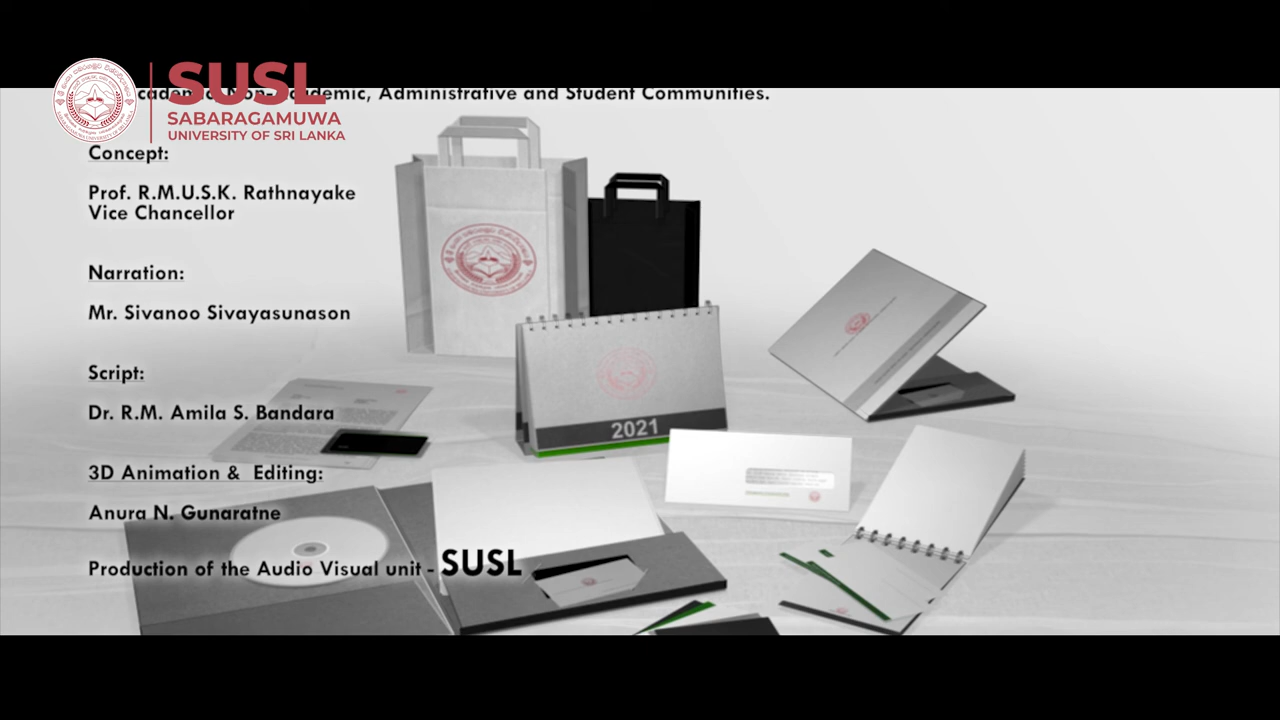 SUSL
SABARAGAMUWA
UNIVERSITY OF SRI LANKA
Administrative and Student Communities.
Concept:
Prof. R.M.U.S.K. Rathnayake
Vice Chancellor
Narration:
Mr. Sivanoo Sivayasunason
Script:
Dr. R.M. Amila S. Bandara
2021
3D Animation & Editing:
Anura N. Gunaratne
Production of the Audio Visual unit - SUSL